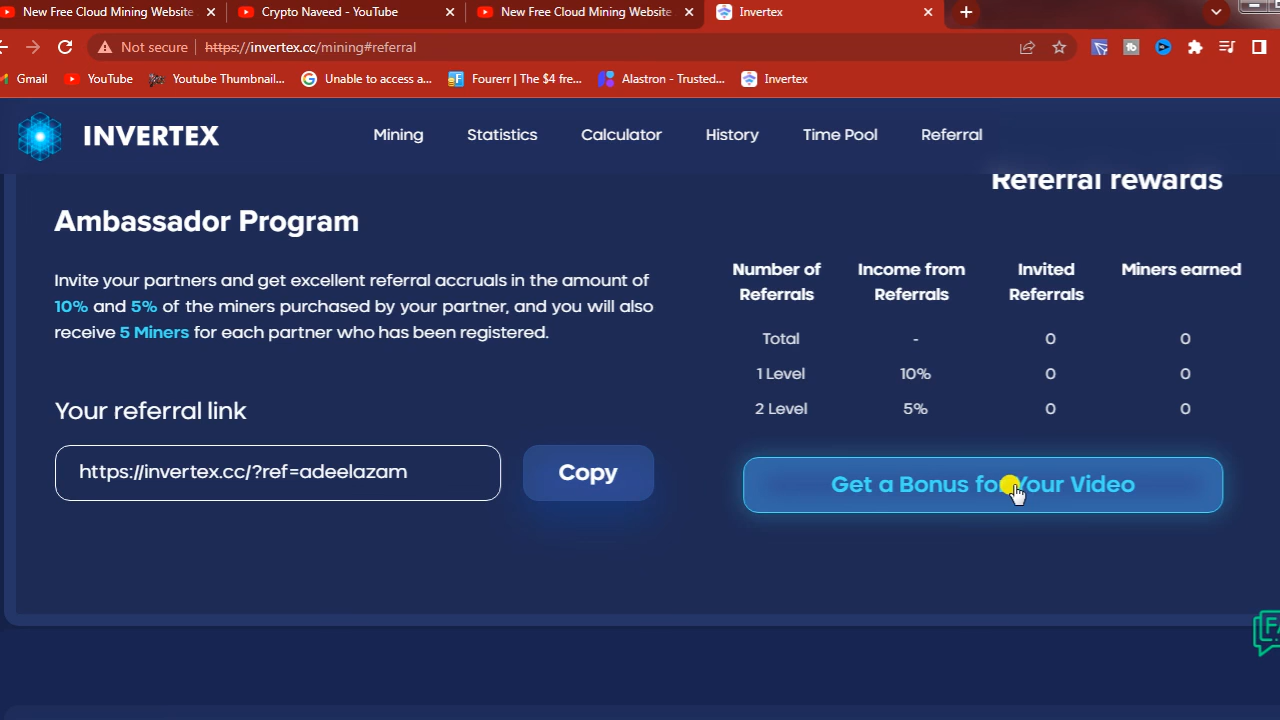 New Free Cloud Mining Website
Crypto Naveed - YouTube
New Free Cloud Mining Website
Invertex
Not secure
https://invertex.cc/mining#referral
Gmail
YouTube
Youtube Thumbnail...
Unable to access a...
Fourerr | The $4 fre...
Alastron - Trusted...
Invertex
INVERTEX
Mining
Statistics
Calculator
History
Time Pool
Referral
Referral rewards
Ambassador Program
Invite your partners and get excellent referral accruals in the amount of
10% and 5% of the miners purchased by your partner, and you will also
receive 5 Miners for each partner who has been registered.
Your referral link
https://invertex.cc/?ref=adeelazam
Copy
Number of Referrals
Income from Referrals
Invited Referrals
Miners earned
Total - 0 0
1 Level 10% 0 0
2 Level 5% 0 0
Get a Bonus for Your Video